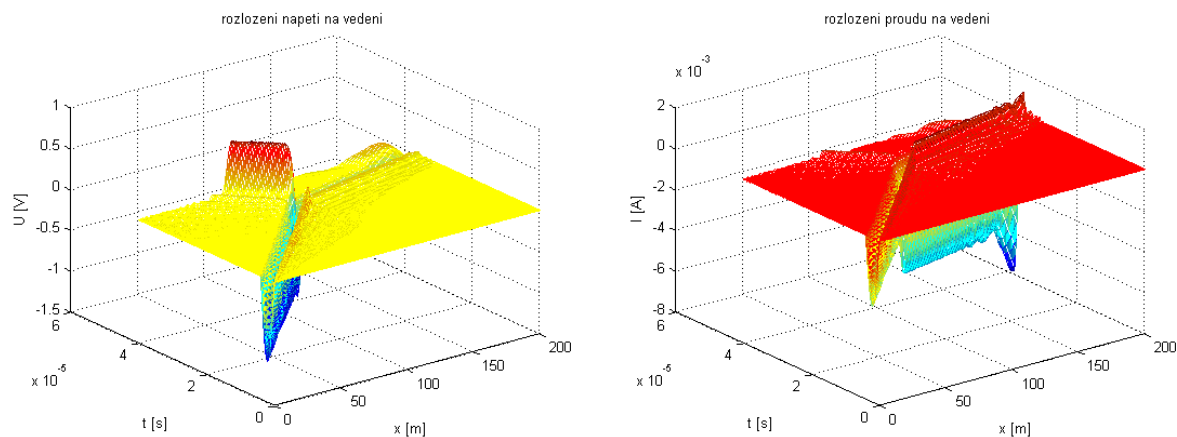 rozlozeni napeti na vedeni
1
0.5
0
-0.5
-1
-1.5
U [V]
6
4
2
0
x 10^-5
t [s]
0
50
100
150
200
x [m]
rozlozeni proudu na vedeni
x 10^-3
2
0
-2
-4
-6
-8
I [A]
6
4
2
0
x 10^-5
t [s]
0
50
100
150
200
x [m]